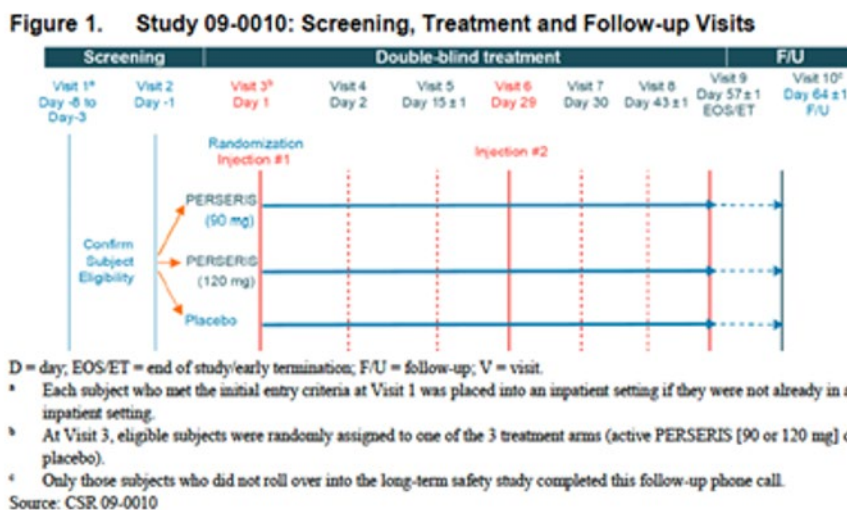 Figure 1. Study 09-0010: Screening, Treatment and Follow-up Visits
Screening Double-blind treatment F/U
Visit 1ª Visit 2 Visit 3ᵇ Visit 4 Visit 5 Visit 6 Visit 7 Visit 8 Visit 9 Visit 10ᶜ
Day -8 to Day -1 Day 1 Day 2 Day 15 ±1 Day 29 Day 30 Day 43 ±1 Day 57±1 Day 64 ±1
Day-3 EOS/ET F/U
Randomization
Injection #1 Injection #2
PERSERIS
(90 mg)
Confirm
Subject
Eligibility
PERSERIS
(120 mg)
Placebo
D = day; EOS/ET = end of study/early termination; F/U = follow-up; V = visit.
ª Each subject who met the initial entry criteria at Visit 1 was placed into an inpatient setting if they were not already in a
inpatient setting.
ᵇ At Visit 3, eligible subjects were randomly assigned to one of the 3 treatment arms (active PERSERIS [90 or 120 mg]
placebo).
ᶜ Only those subjects who did not roll over into the long-term safety study completed this follow-up phone call.
Source: CSR 09-0010